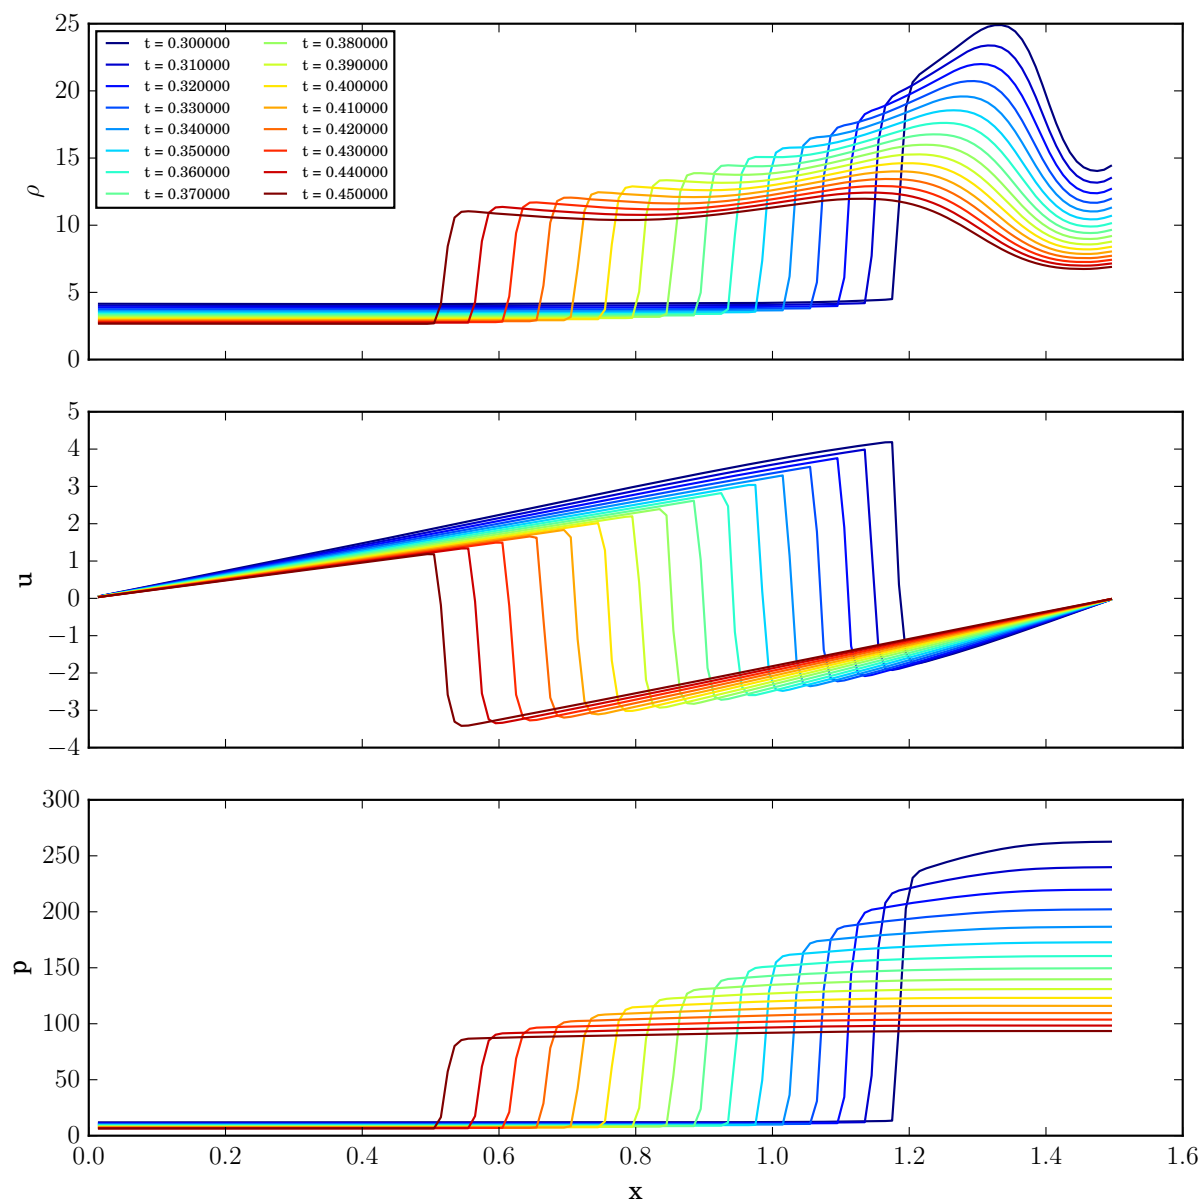 25
20
15
10
5
0
ρ
t = 0.300000 t = 0.380000
t = 0.310000 t = 0.390000
t = 0.320000 t = 0.400000
t = 0.330000 t = 0.410000
t = 0.340000 t = 0.420000
t = 0.350000 t = 0.430000
t = 0.360000 t = 0.440000
t = 0.370000 t = 0.450000
5
4
3
2
1
0
−1
−2
−3
−4
u
300
250
200
150
100
50
0
p
0.0 0.2 0.4 0.6 0.8 1.0 1.2 1.4 1.6
x